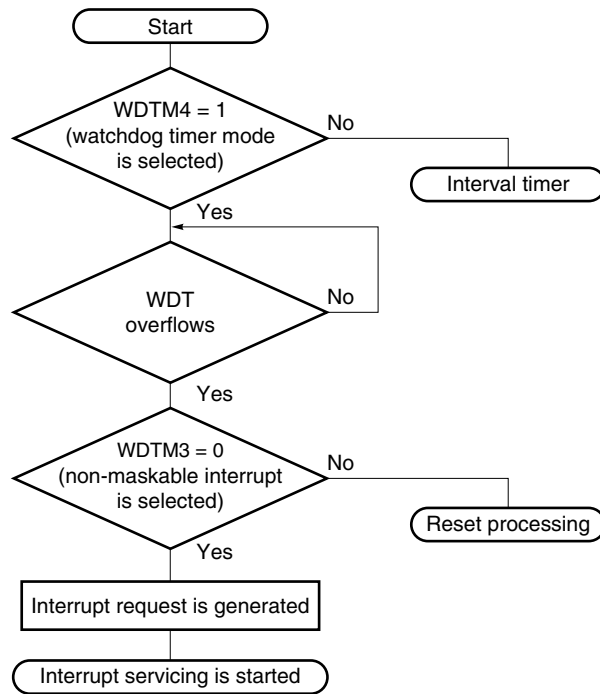 Start
WDTM4 = 1
(watchdog timer mode
is selected)
No
Interval timer
Yes
WDT
overflows
No
Yes
WDTM3 = 0
(non-maskable interrupt
is selected)
No
Reset processing
Yes
Interrupt request is generated
Interrupt servicing is started